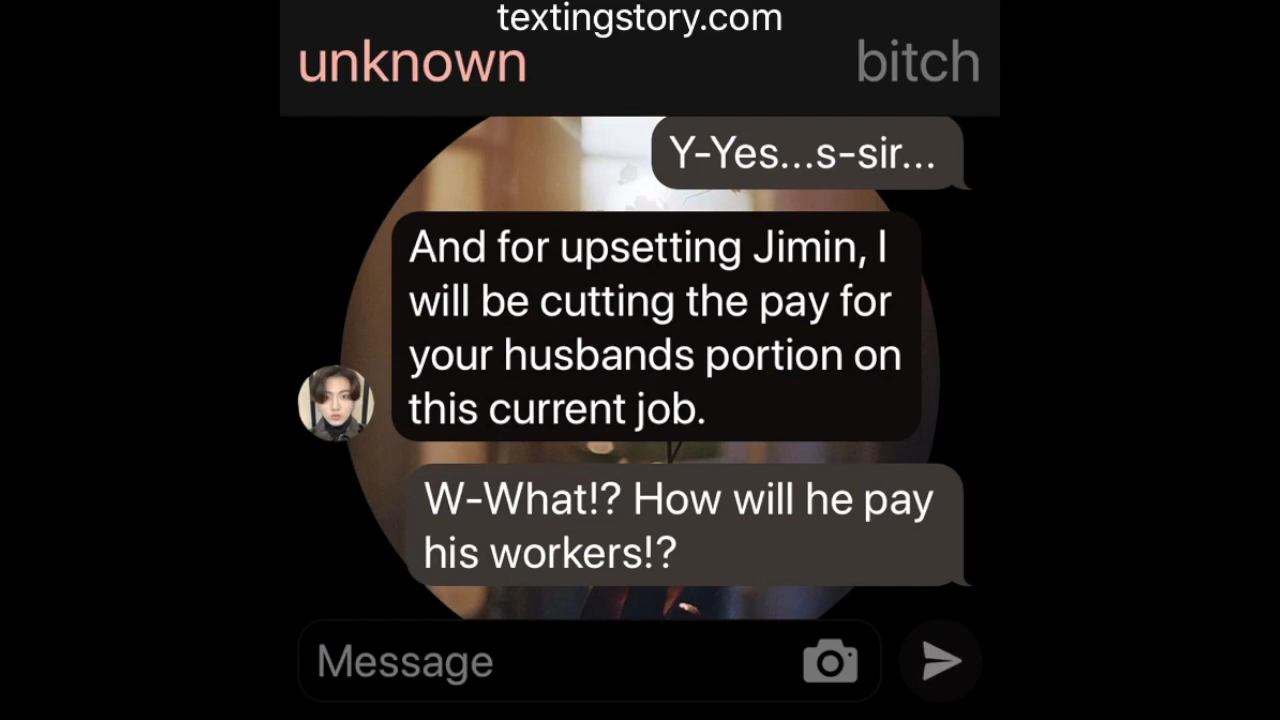 textingstory.com
unknown
bitch
Y-Yes...s-sir...
And for upsetting Jimin, I
will be cutting the pay for
your husbands portion on
this current job.
W-What!? How will he pay
his workers!?
Message